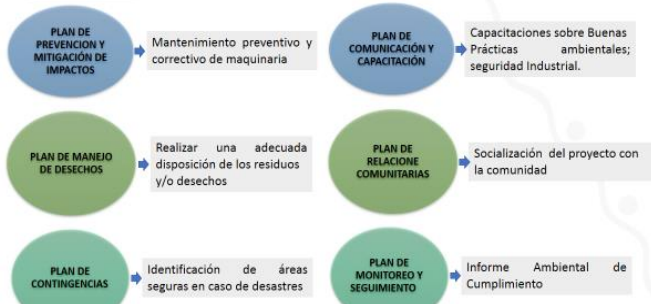 PLAN DE
PREVENCION Y
MITIGACIÓN DE
IMPACTOS
Mantenimiento preventivo y
correctivo de maquinaria
PLAN DE
COMUNICACIÓN Y
CAPACITACIÓN
Capacitaciones sobre Buenas
Prácticas ambientales;
seguridad Industrial.
PLAN DE MANEJO
DE DESECHOS
Realizar una adecuada
disposición de los residuos
y/o desechos
PLAN DE
RELACIONE
COMUNITARIAS
Socialización del proyecto con
la comunidad
PLAN DE
CONTINGENCIAS
Identificación de áreas
seguras en caso de desastres
PLAN DE
MONITOREO Y
SEGUIMIENTO
Informe Ambiental de
Cumplimiento